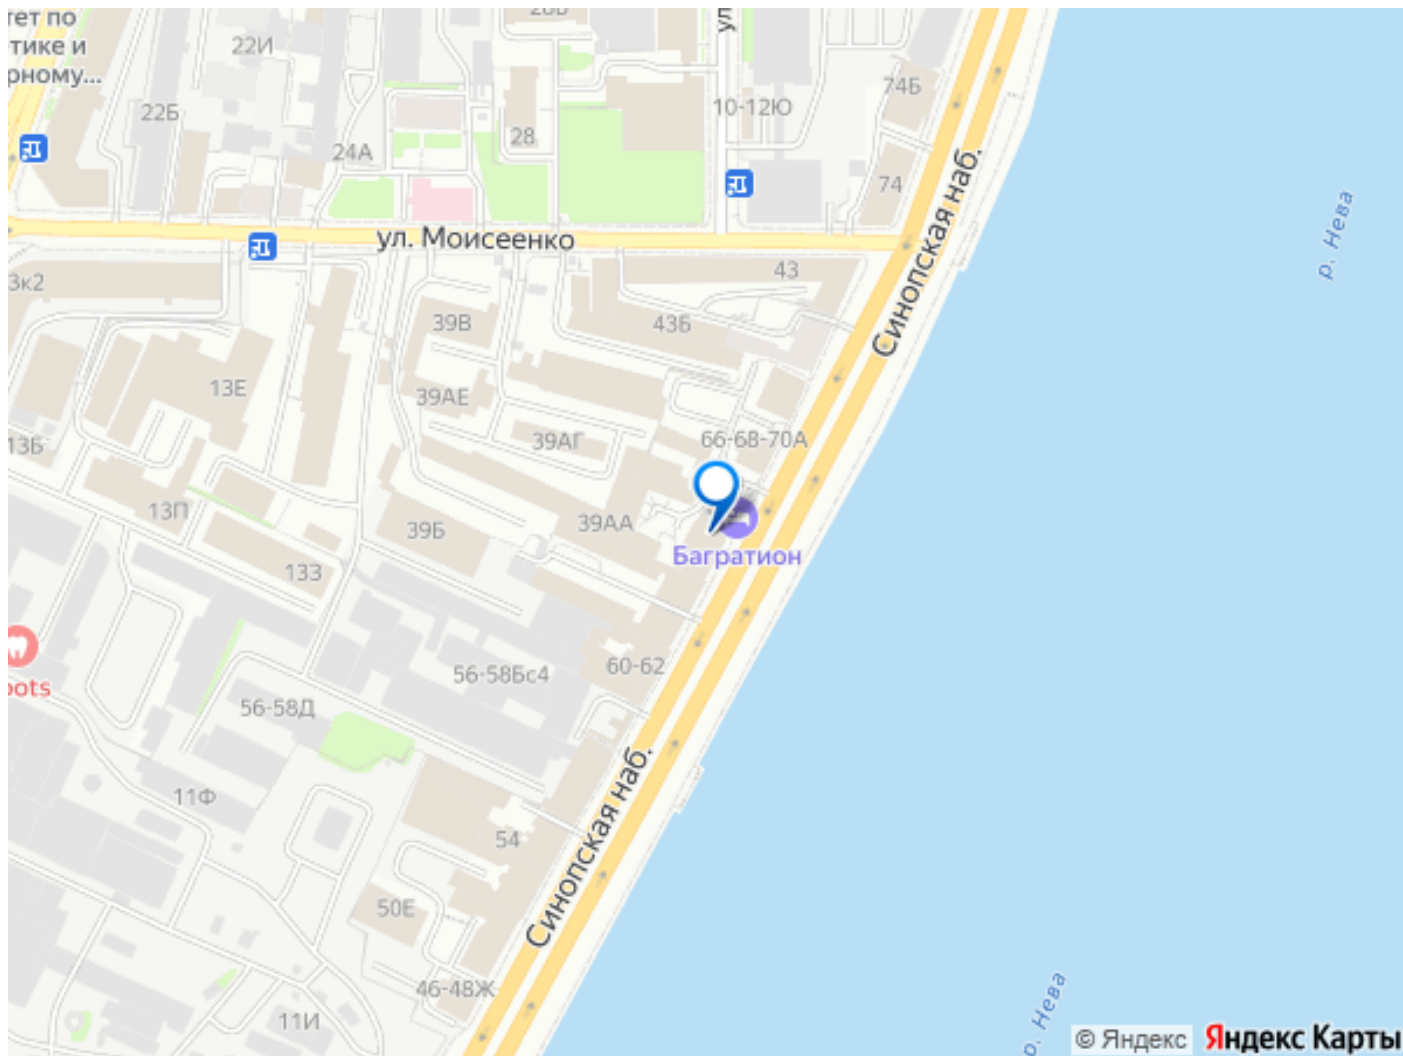 тет по
тике и
рному...
22И
20В
ул
22Б
24А
28
10-12Ю
74Б
74
Синопская наб.
р. Нева
ул. Моисеенко
3к2
43
39В
43Б
13Е
39АЕ
13Б
39АГ
66-68-70А
13П
39Б
39АА
Багратион
133
60-62
56-58Бс4
oots
56-58Д
11Ф
54
Синопская наб.
50Е
46-48Ж
11И
р. Нева
© Яндекс Яндекс Карты